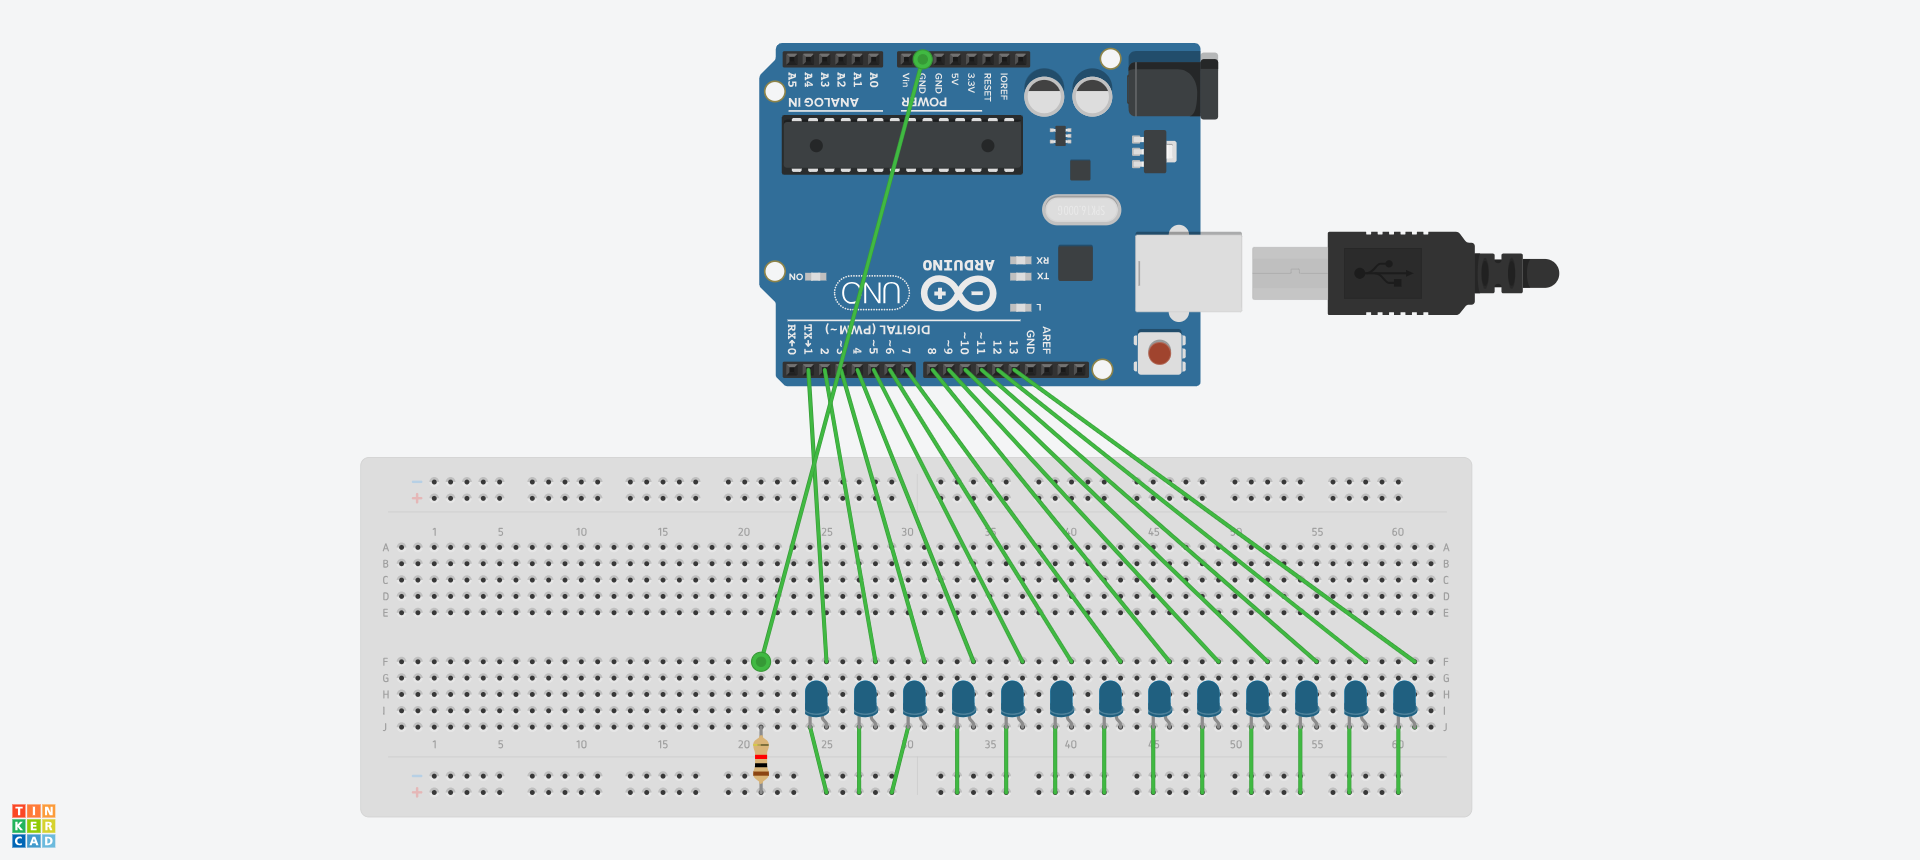 A5 A4 A3 A2 A1 A0 Vin GND GND 5V 3.3V RESET IOREF
ANALOG IN POWER
ARDUINO
RX
TX
ON
UNO
L
DIGITAL (PWM~)
RX←0 TX→1 2 ~3 4 ~5 ~6 7 8 ~9 ~10 ~11 12 13 GND AREF
1 5 10 15 20 25 30 35 40 45 50 55 60
A A
B B
C C
D D
E E
F F
G G
H H
I I
J J
1 5 10 15 20 25 30 35 40 45 50 55 60
TIN
KER
CAD